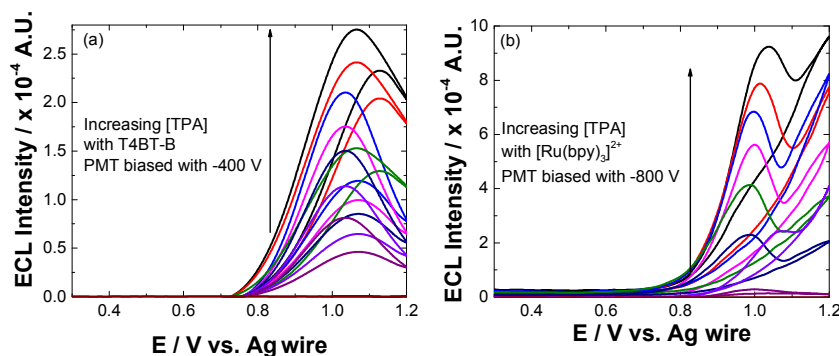 (a)
Increasing [TPA]
with T4BT-B
PMT biased with -400 V
ECL Intensity / x 10⁻⁴ A.U.
2.5
2.0
1.5
1.0
0.5
0.0
0.4 0.6 0.8 1.0 1.2
E / V vs. Ag wire
(b)
Increasing [TPA]
with [Ru(bpy)₃]²⁺
PMT biased with -800 V
ECL Intensity / x 10⁻⁴ A.U.
10
8
6
4
2
0
0.4 0.6 0.8 1.0 1.2
E / V vs. Ag wire